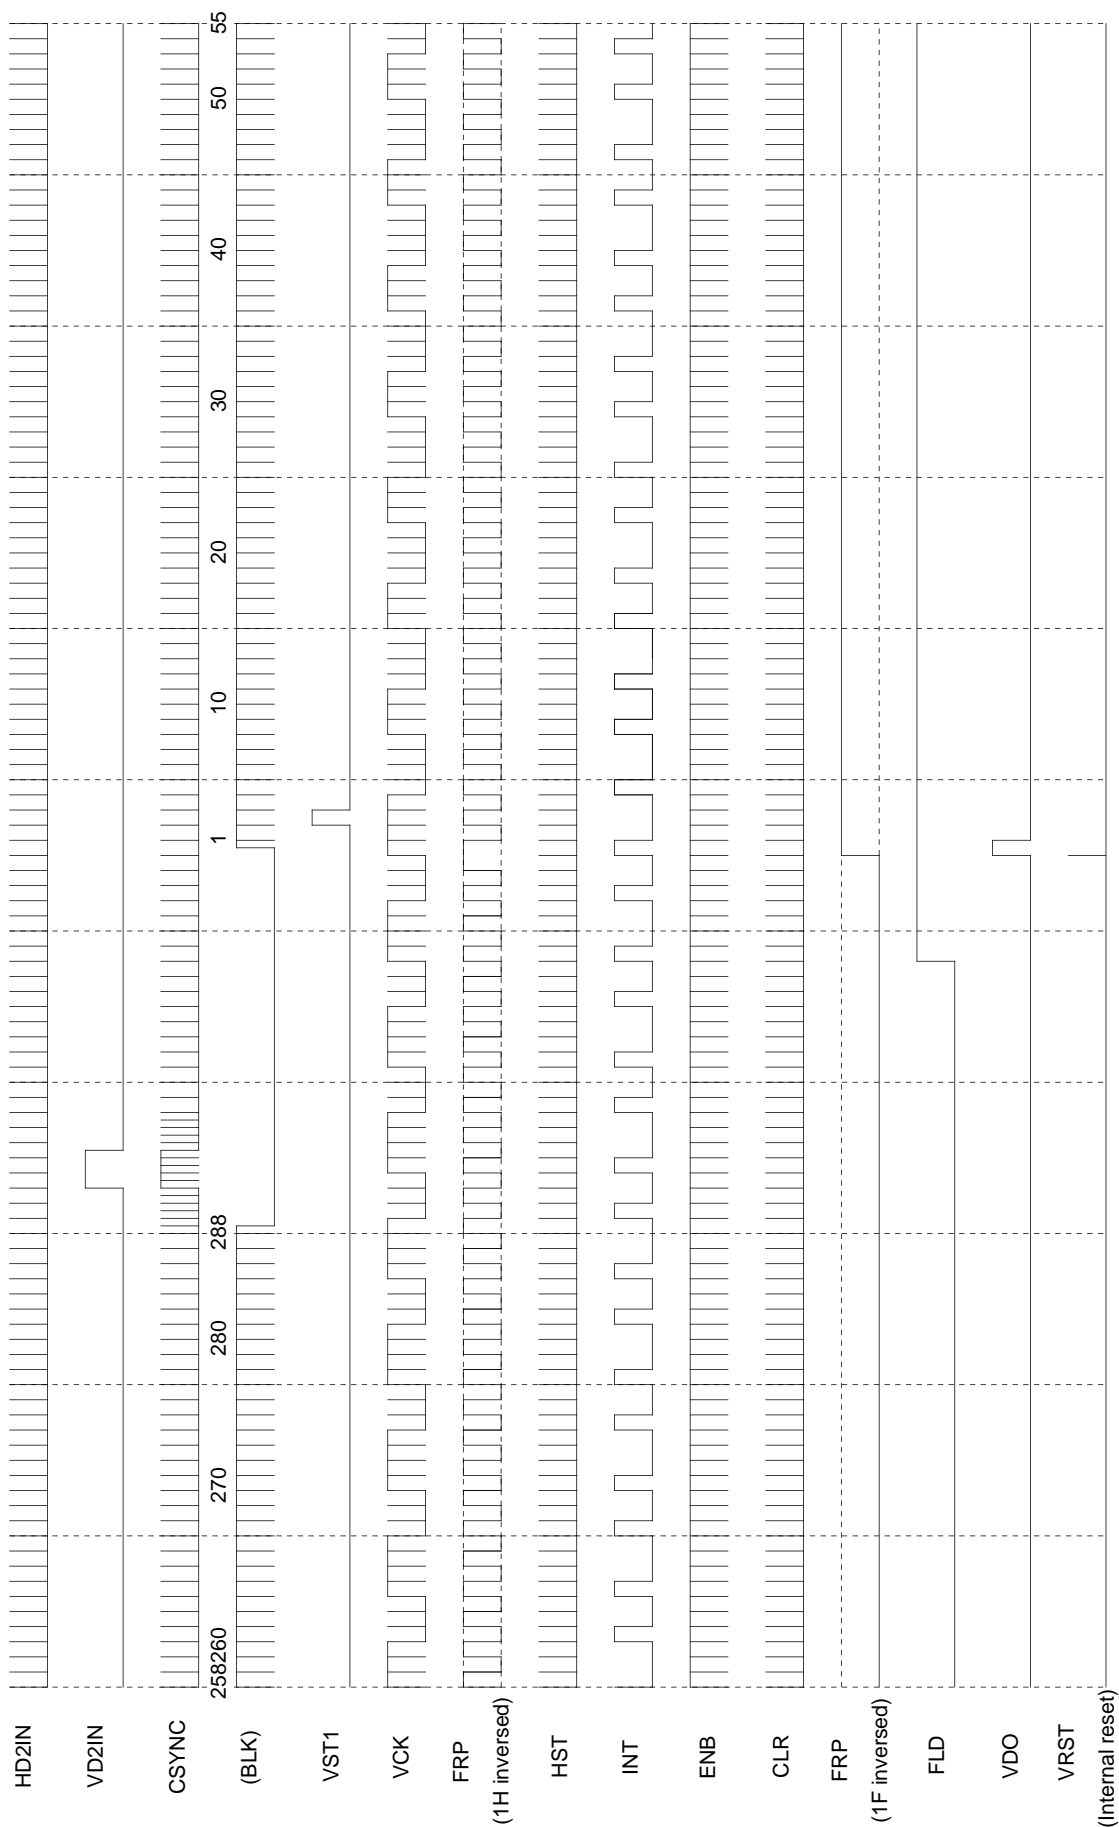 HD2IN
VD2IN
CSYNC
258260 270 280 288 1 10 20 30 40 50 55
(BLK)
VST1
VCK
FRP
(1H inversed)
HST
INT
ENB
CLR
FRP
(1F inversed)
FLD
VDO
VRST
(Internal reset)